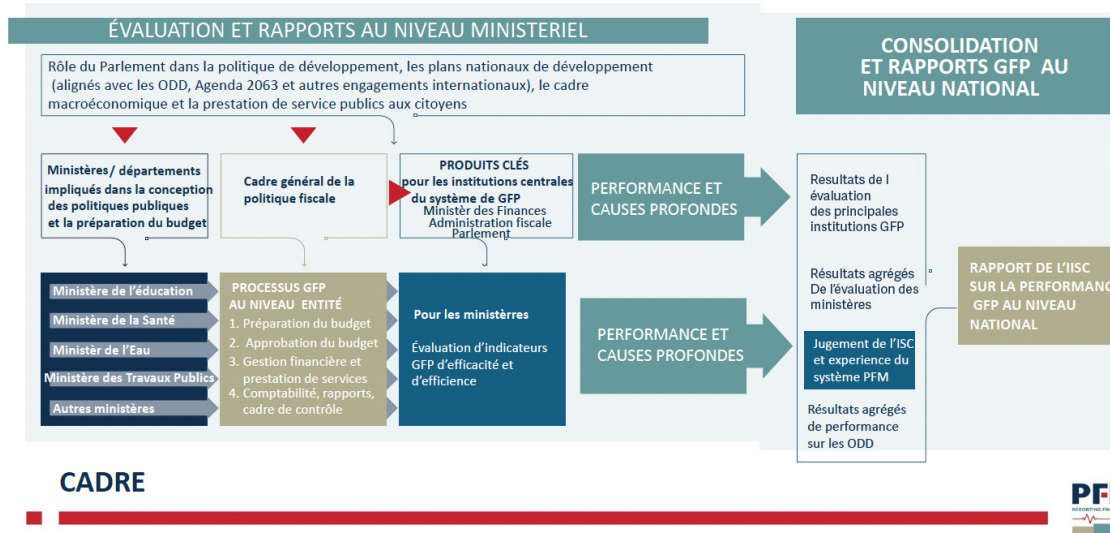 ÉVALUATION ET RAPPORTS AU NIVEAU MINISTERIEL
Rôle du Parlement dans la politique de développement, les plans nationaux de développement
(alignés avec les ODD, Agenda 2063 et autres engagements internationaux), le cadre
macroéconomique et la prestation de service publics aux citoyens
Ministères/ départements
impliqués dans la conception
des politiques publiques
et la préparation du budget
Cadre général de la
politique fiscale
PRODUITS CLÉS
pour les institutions centrales
du système de GFP
Ministèr des Finances
Administration fiscale
Parlement
PERFORMANCE ET
CAUSES PROFONDES
Ministère de l'éducation
Ministère de la Santé
Ministèr de l'Eau
Ministère des Travaux Publics
Autres ministères
PROCESSUS GFP
AU NIVEAU ENTITÉ
1. Préparation du budget
2. Approbation du budget
3. Gestion financière et
prestation de services
4. Comptabilité, rapports,
cadre de contrôle
Pour les ministèrres
Évaluation d'indicateurs
GFP d'efficacité et
d'efficience
PERFORMANCE ET
CAUSES PROFONDES
CONSOLIDATION
ET RAPPORTS GFP AU
NIVEAU NATIONAL
Resultats de l
évaluation
des principales
institutions GFP
Résultats agrégés
De l'évaluation des
ministères
Jugement de l'ISC
et experience du
système PFM
Résultats agrégés
de performance
sur les ODD
RAPPORT DE L'IISC
SUR LA PERFORMANC
GFP AU NIVEAU
NATIONAL
CADRE
PF